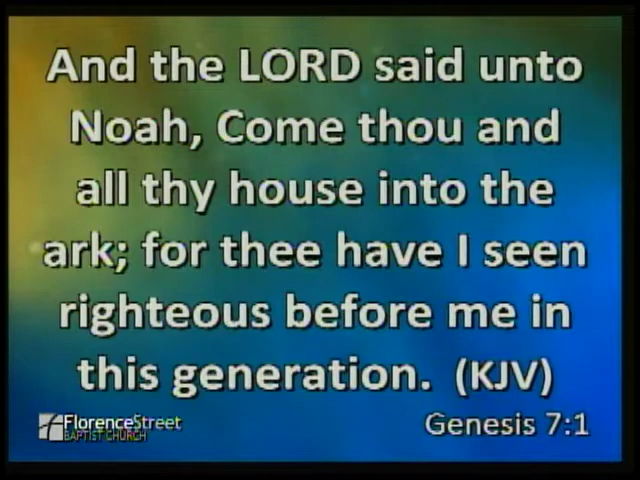 And the LORD said unto
Noah, Come thou and
all thy house into the
ark; for thee have I seen
righteous before me in
this generation. (KJV)
FlorenceStreet
BAPTIST CHURCH
Genesis 7:1